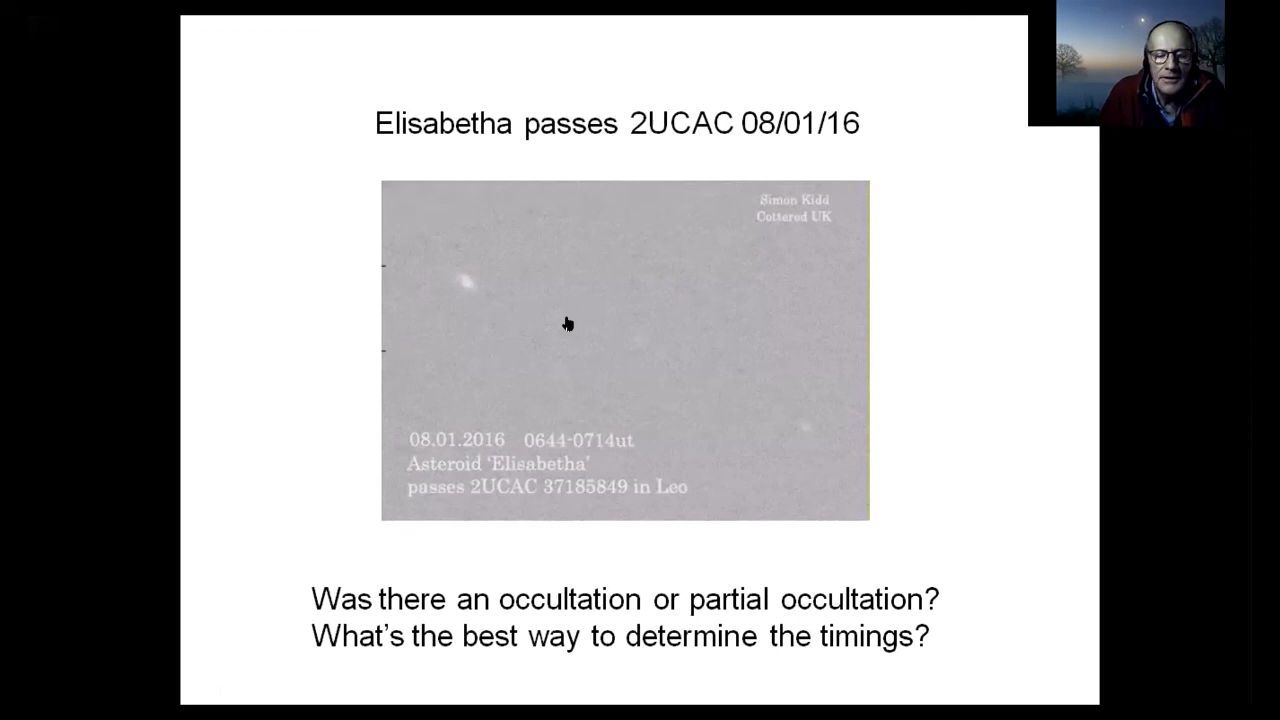 Elisabetha passes 2UCAC 08/01/16
Simon Kidd
Cottered UK
08.01.2016 0644-0714ut
Asteroid ‘Elisabetha’
passes 2UCAC 37185849 in Leo
Was there an occultation or partial occultation?
What’s the best way to determine the timings?